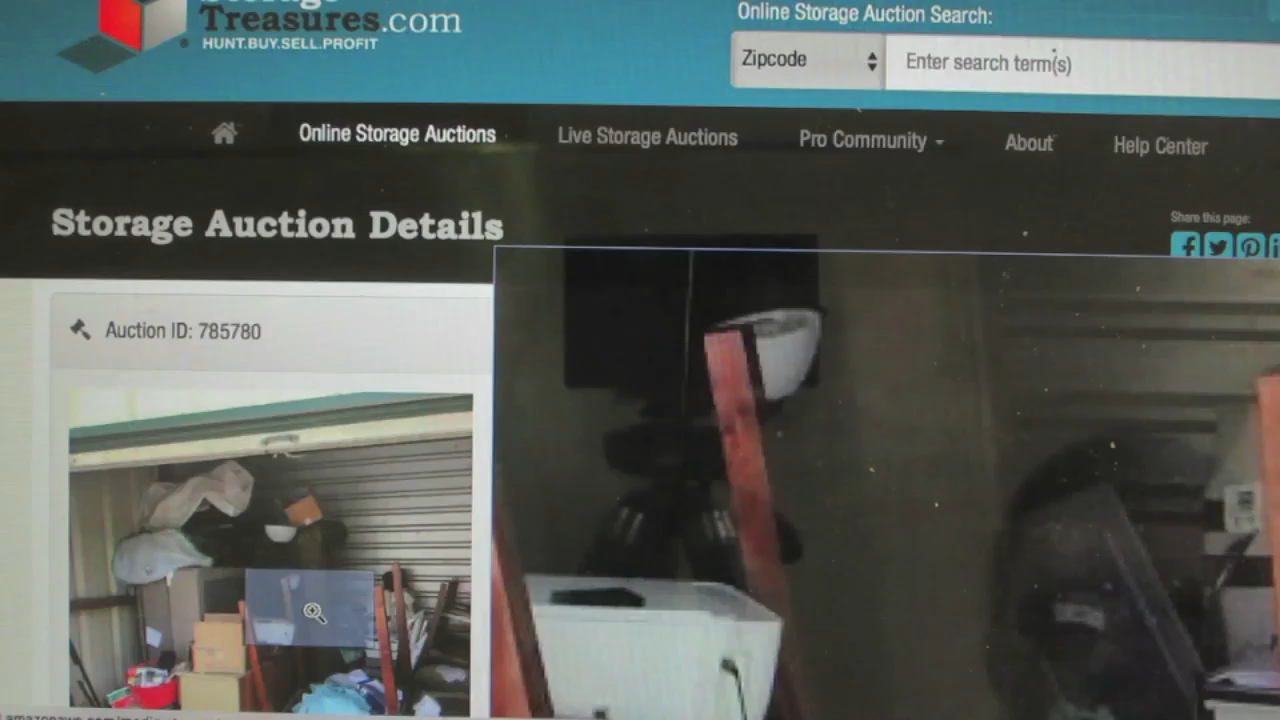 Storage
Treasures.com
HUNT.BUY.SELL.PROFIT
Online Storage Auction Search:
Zipcode
Enter search term(s)
Online Storage Auctions
Live Storage Auctions
Pro Community
About
Help Center
Storage Auction Details
Share this page:
Auction ID: 785780